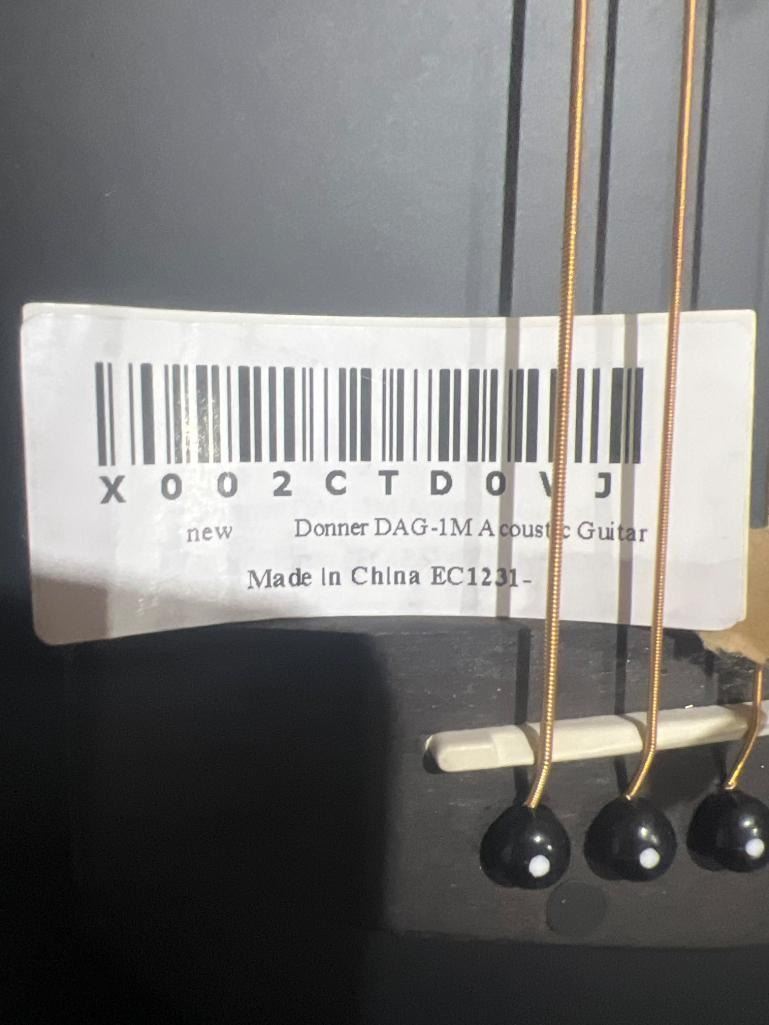 X002CTD0VJ
new Donner DAG-1M Acoustic Guitar
Made in China EC1231-